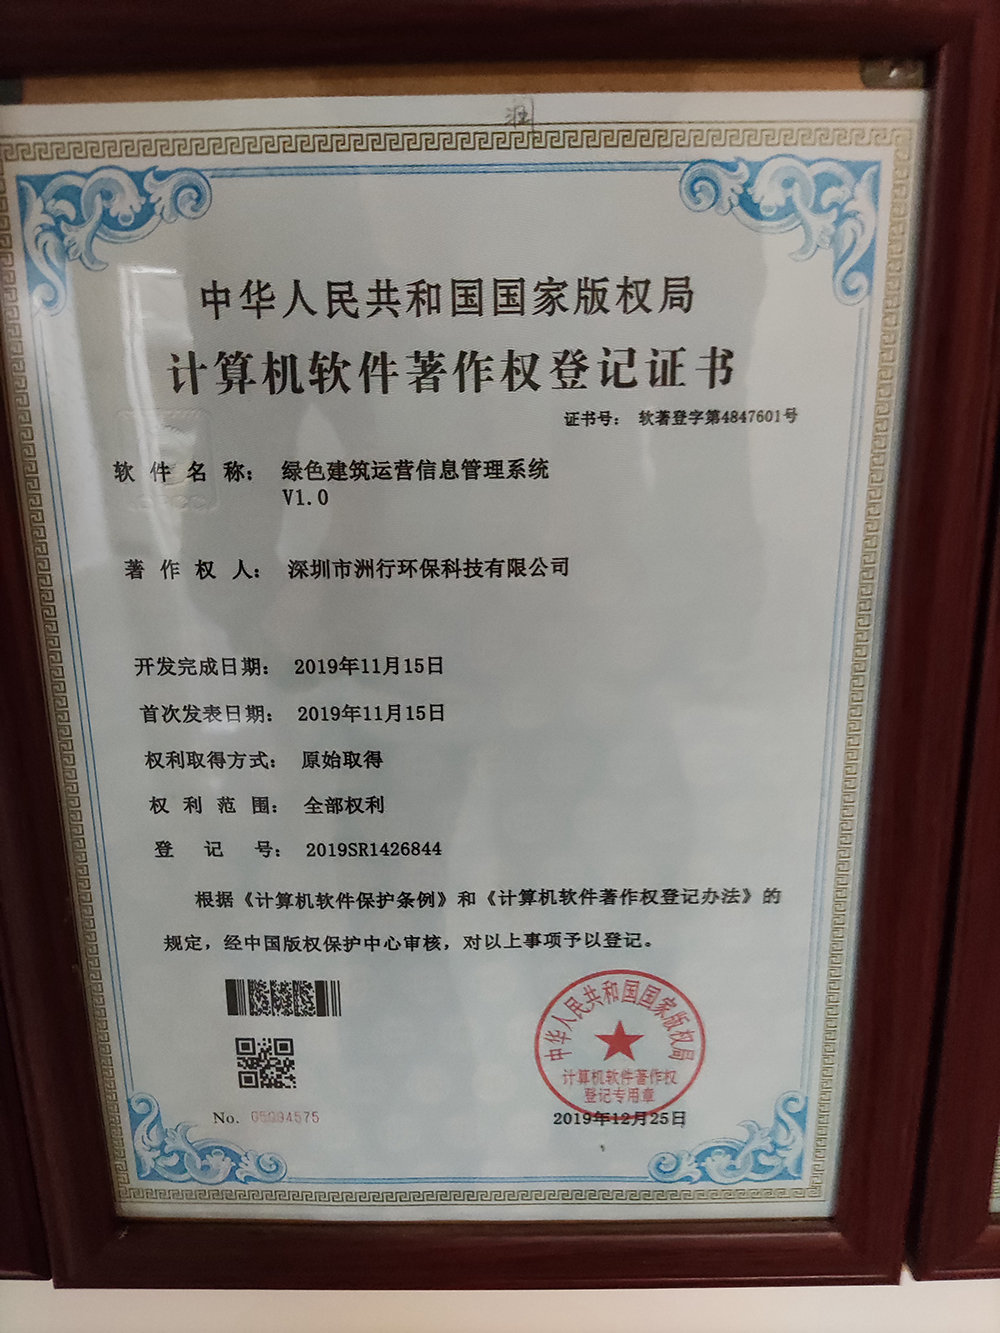 中华人民共和国国家版权局
计算机软件著作权登记证书
证书号： 软著登字第4847601号
软件名称： 绿色建筑运营信息管理系统
V1.0
著作权人： 深圳市洲行环保科技有限公司
开发完成日期： 2019年11月15日
首次发表日期： 2019年11月15日
权利取得方式： 原始取得
权利范围： 全部权利
登记号： 2019SR1426844
根据《计算机软件保护条例》和《计算机软件著作权登记办法》的
规定，经中国版权保护中心审核，对以上事项予以登记。
中华人民共和国国家版权局
计算机软件著作权
登记专用章
No. 05094575
2019年12月25日